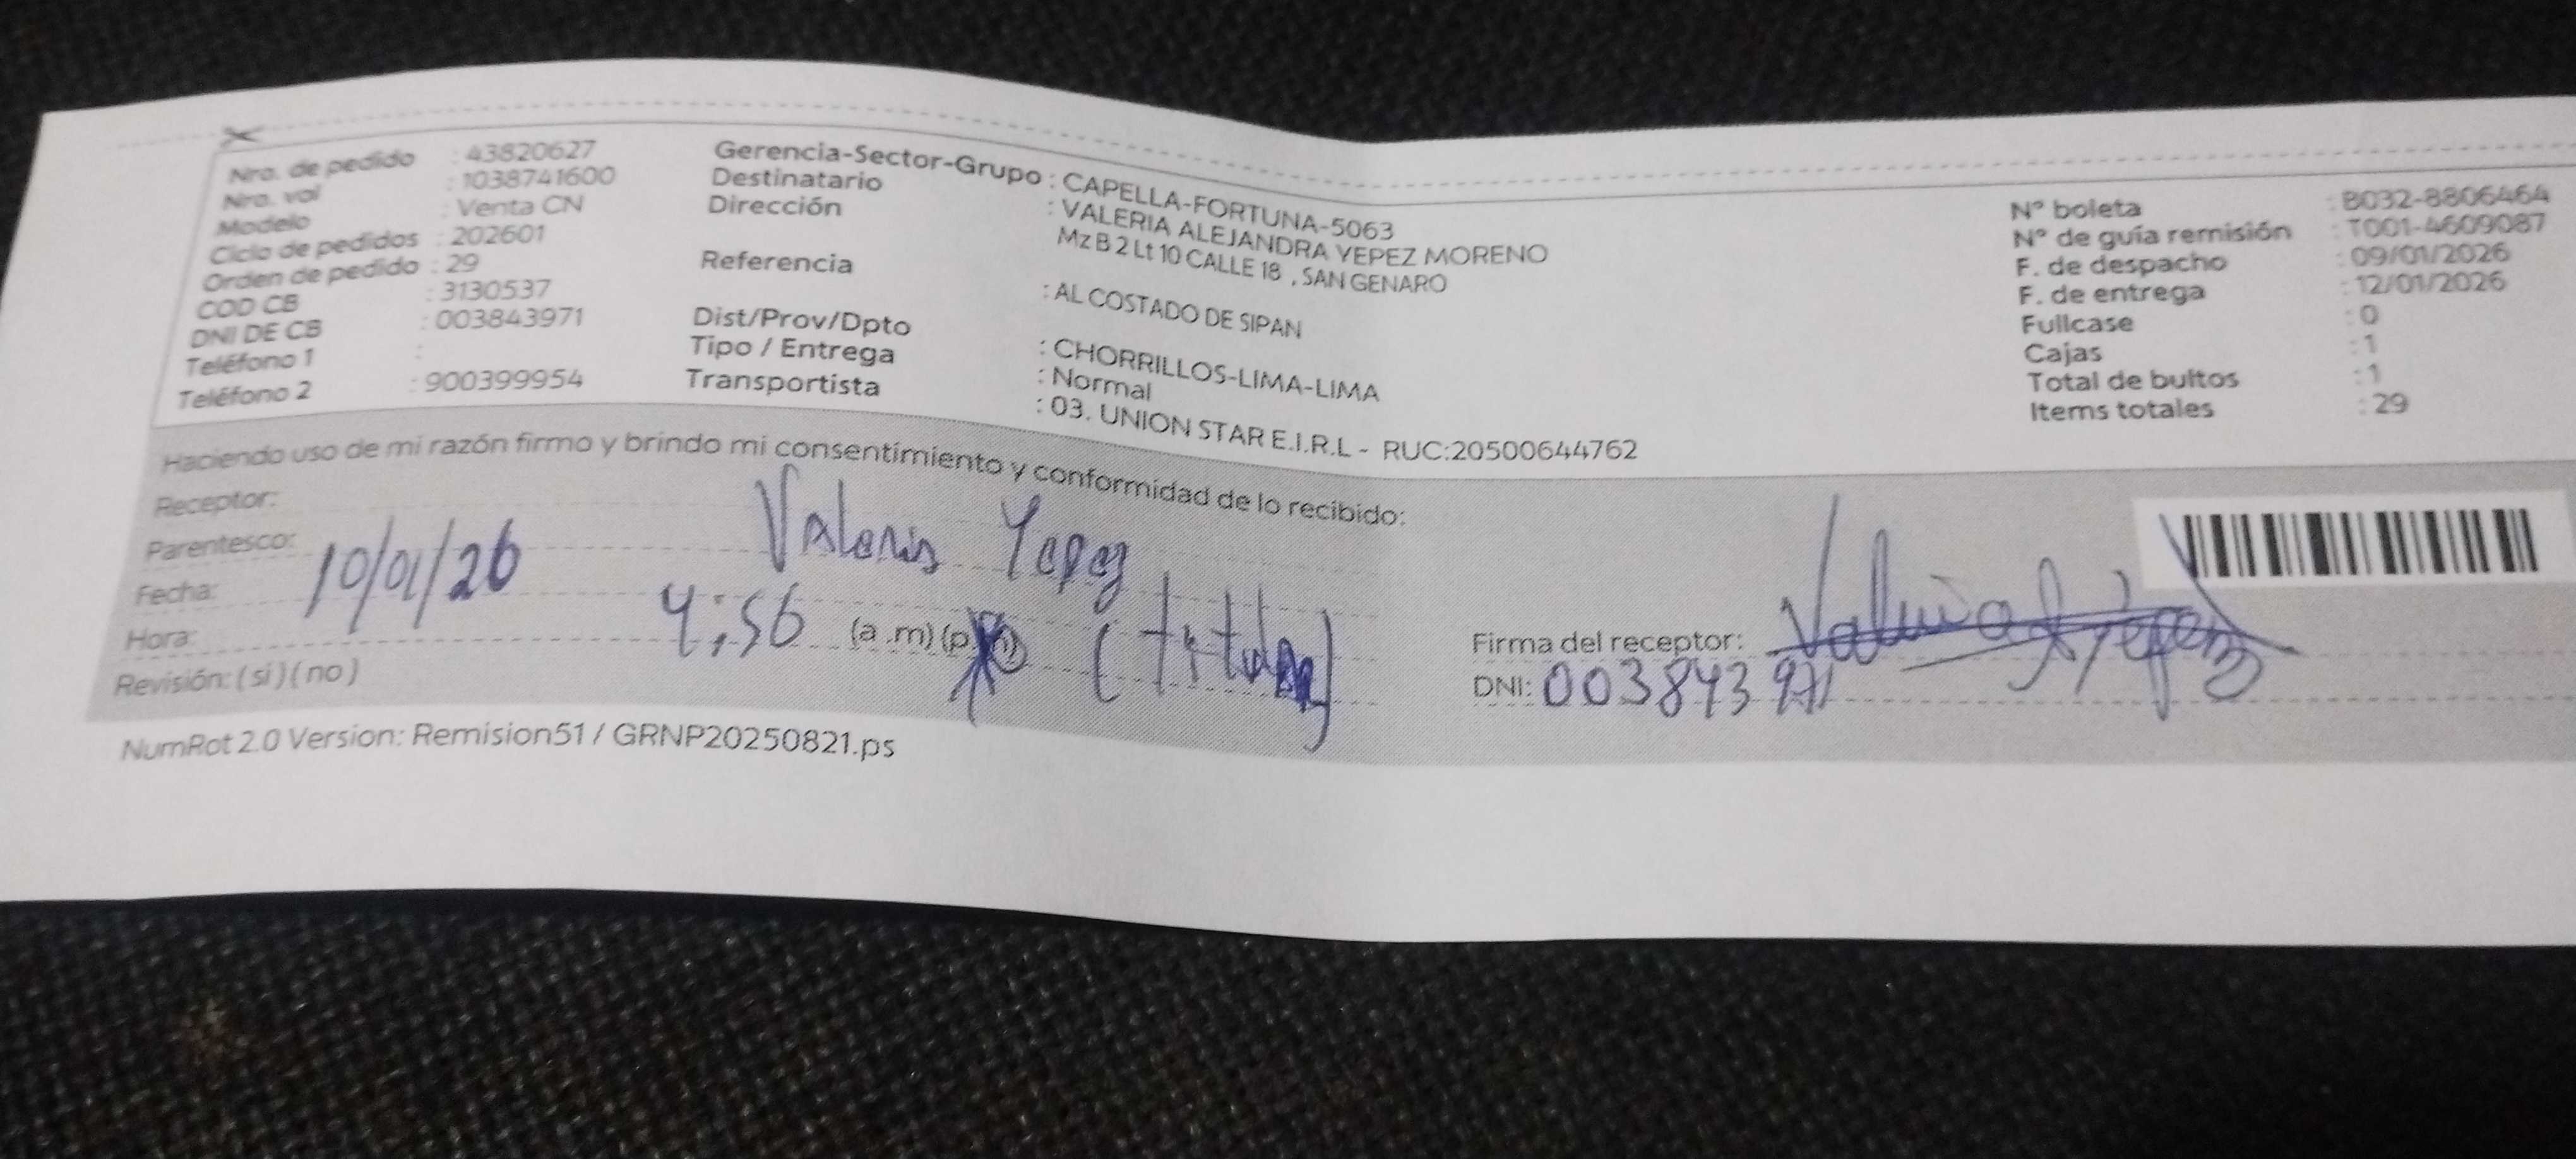 Nro. de pedido : 43820627
Nro. vol : 1038741600
Modelo : Venta CN
Ciclo de pedidos : 202601
Orden de pedido : 29
COD CB : 3130537
DNI DE CB : 003843971
Teléfono 1 :
Teléfono 2 : 900399954
Gerencia-Sector-Grupo : CAPELLA-FORTUNA-5063
Destinatario : VALERIA ALEJANDRA YEPEZ MORENO
Dirección : Mz B 2 Lt 10 CALLE 18 , SAN GENARO
Referencia : AL COSTADO DE SIPAN
Dist/Prov/Dpto : CHORRILLOS-LIMA-LIMA
Tipo / Entrega : Normal
Transportista : 03. UNION STAR E.I.R.L - RUC:20500644762
N° boleta : B032-8806464
N° de guía remisión : T001-4609087
F. de despacho : 09/01/2026
F. de entrega : 12/01/2026
Fullcase : 0
Cajas : 1
Total de bultos : 1
Items totales : 29
Haciendo uso de mi razón firmo y brindo mi consentimiento y conformidad de lo recibido:
Receptor: Valeria Yepez
Parentesco: (titular)
Fecha: 10/01/26
Hora: 4:56 (a .m) (p.m)
Revisión: ( si ) ( no )
Firma del receptor: Valeria Yepez
DNI: 003843971
NumRot 2.0 Version: Remision51 / GRNP20250821.ps